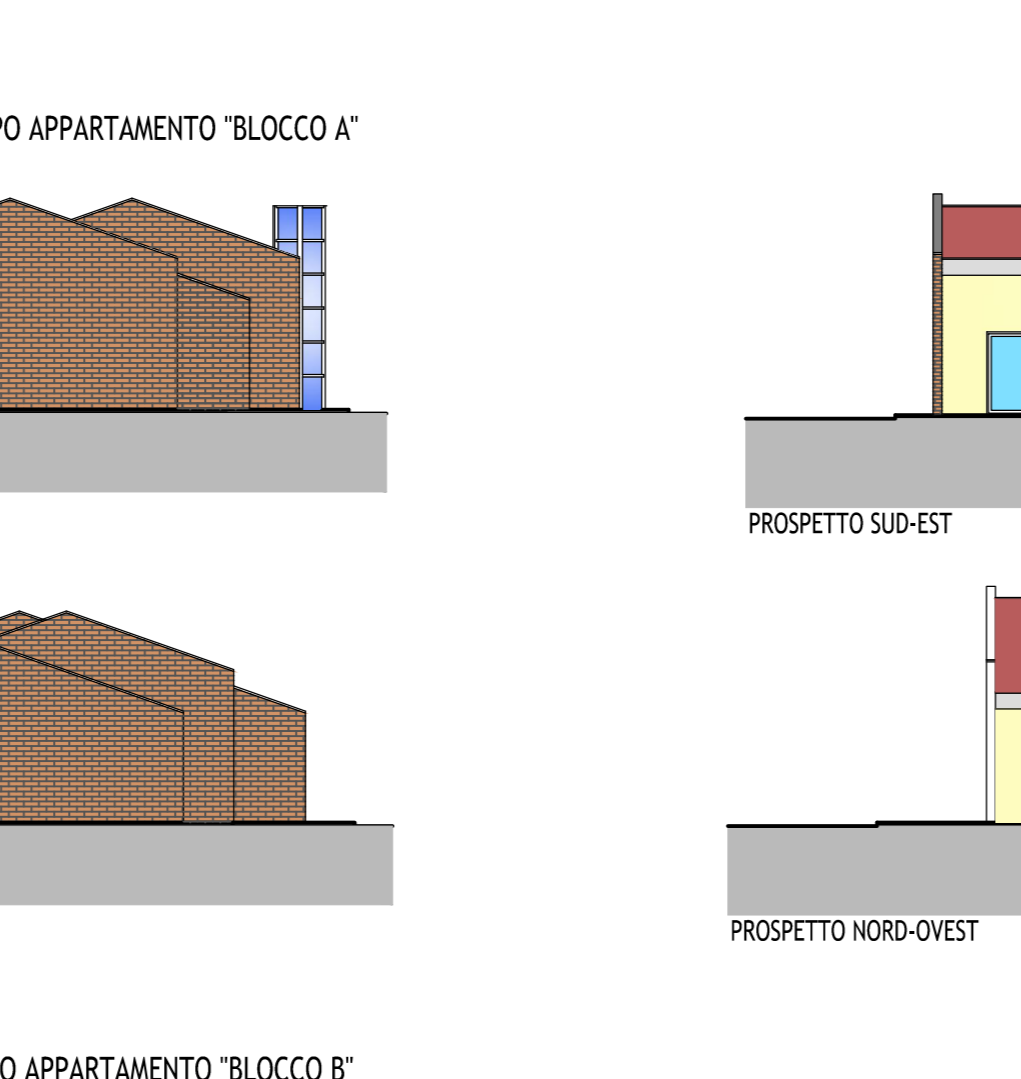 PO APPARTAMENTO "BLOCCO A"
PROSPETTO SUD-EST
PROSPETTO NORD-OVEST
O APPARTAMENTO "BLOCCO B"